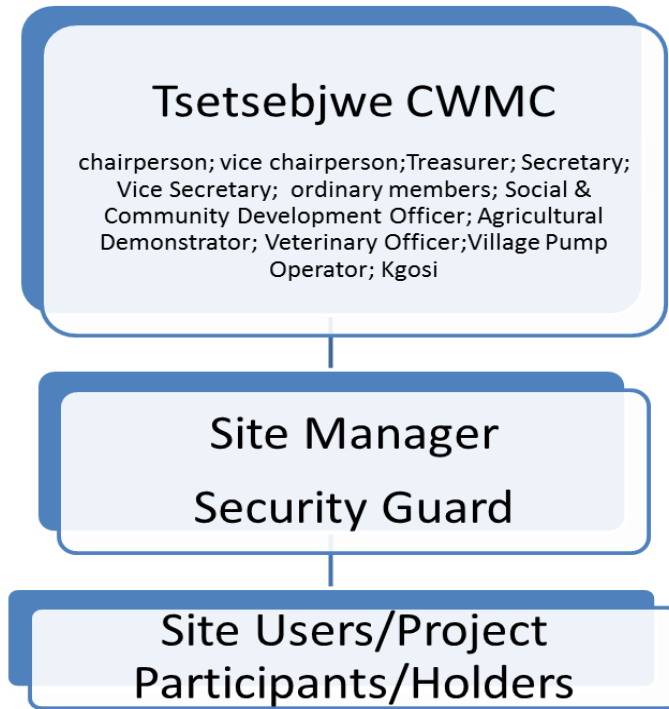 Tsetsebjwe CWMC
chairperson; vice chairperson;Treasurer; Secretary;
Vice Secretary;  ordinary members; Social &
Community Development Officer; Agricultural
Demonstrator; Veterinary Officer;Village Pump
Operator; Kgosi
Site Manager
Security Guard
Site Users/Project
Participants/Holders